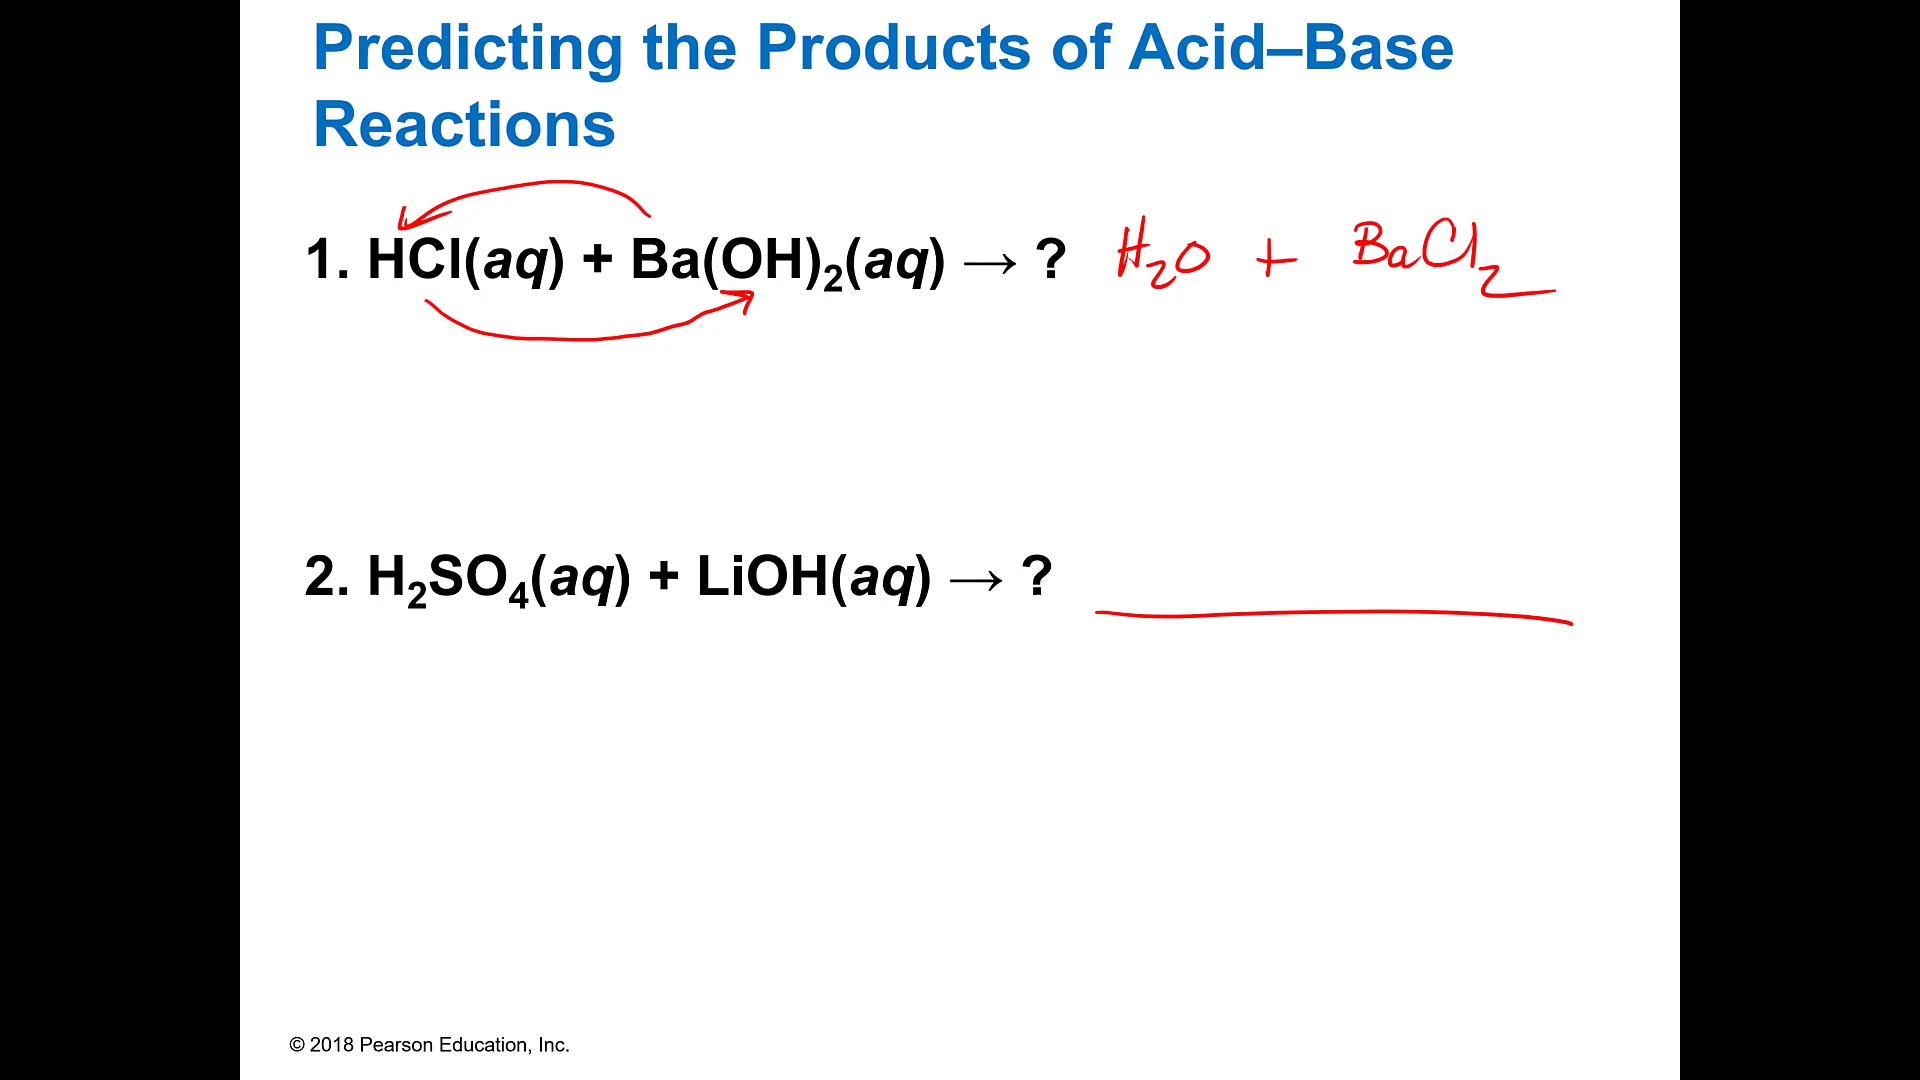 Predicting the Products of Acid–Base
Reactions
1. HCl(aq) + Ba(OH)₂(aq) → ? H₂O + BaCl₂
2. H₂SO₄(aq) + LiOH(aq) → ?
© 2018 Pearson Education, Inc.